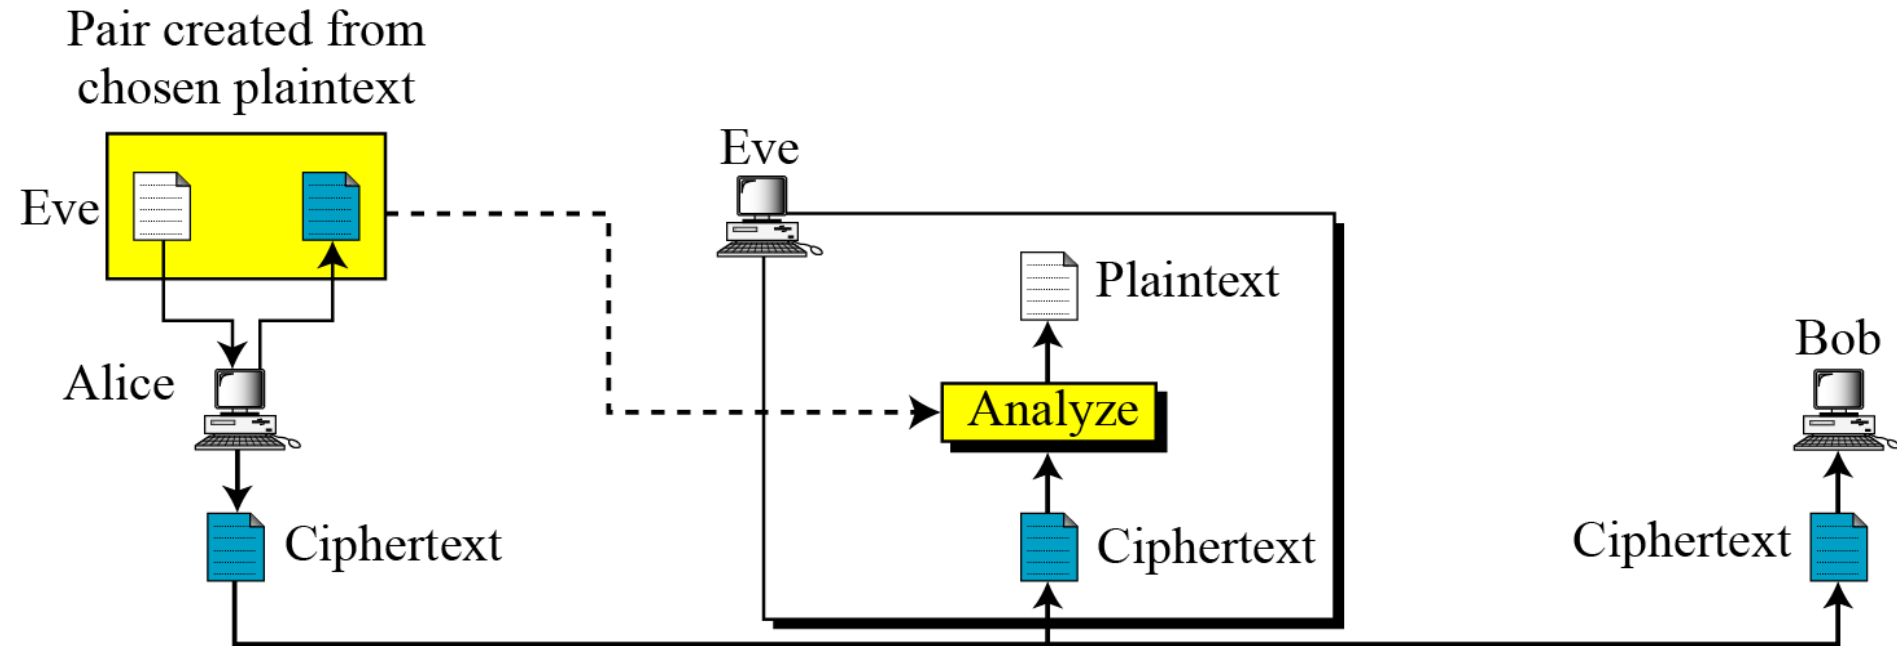 Pair created from
chosen plaintext
Eve
Eve
Plaintext
Bob
Alice
Analyze
Ciphertext
Ciphertext
Ciphertext